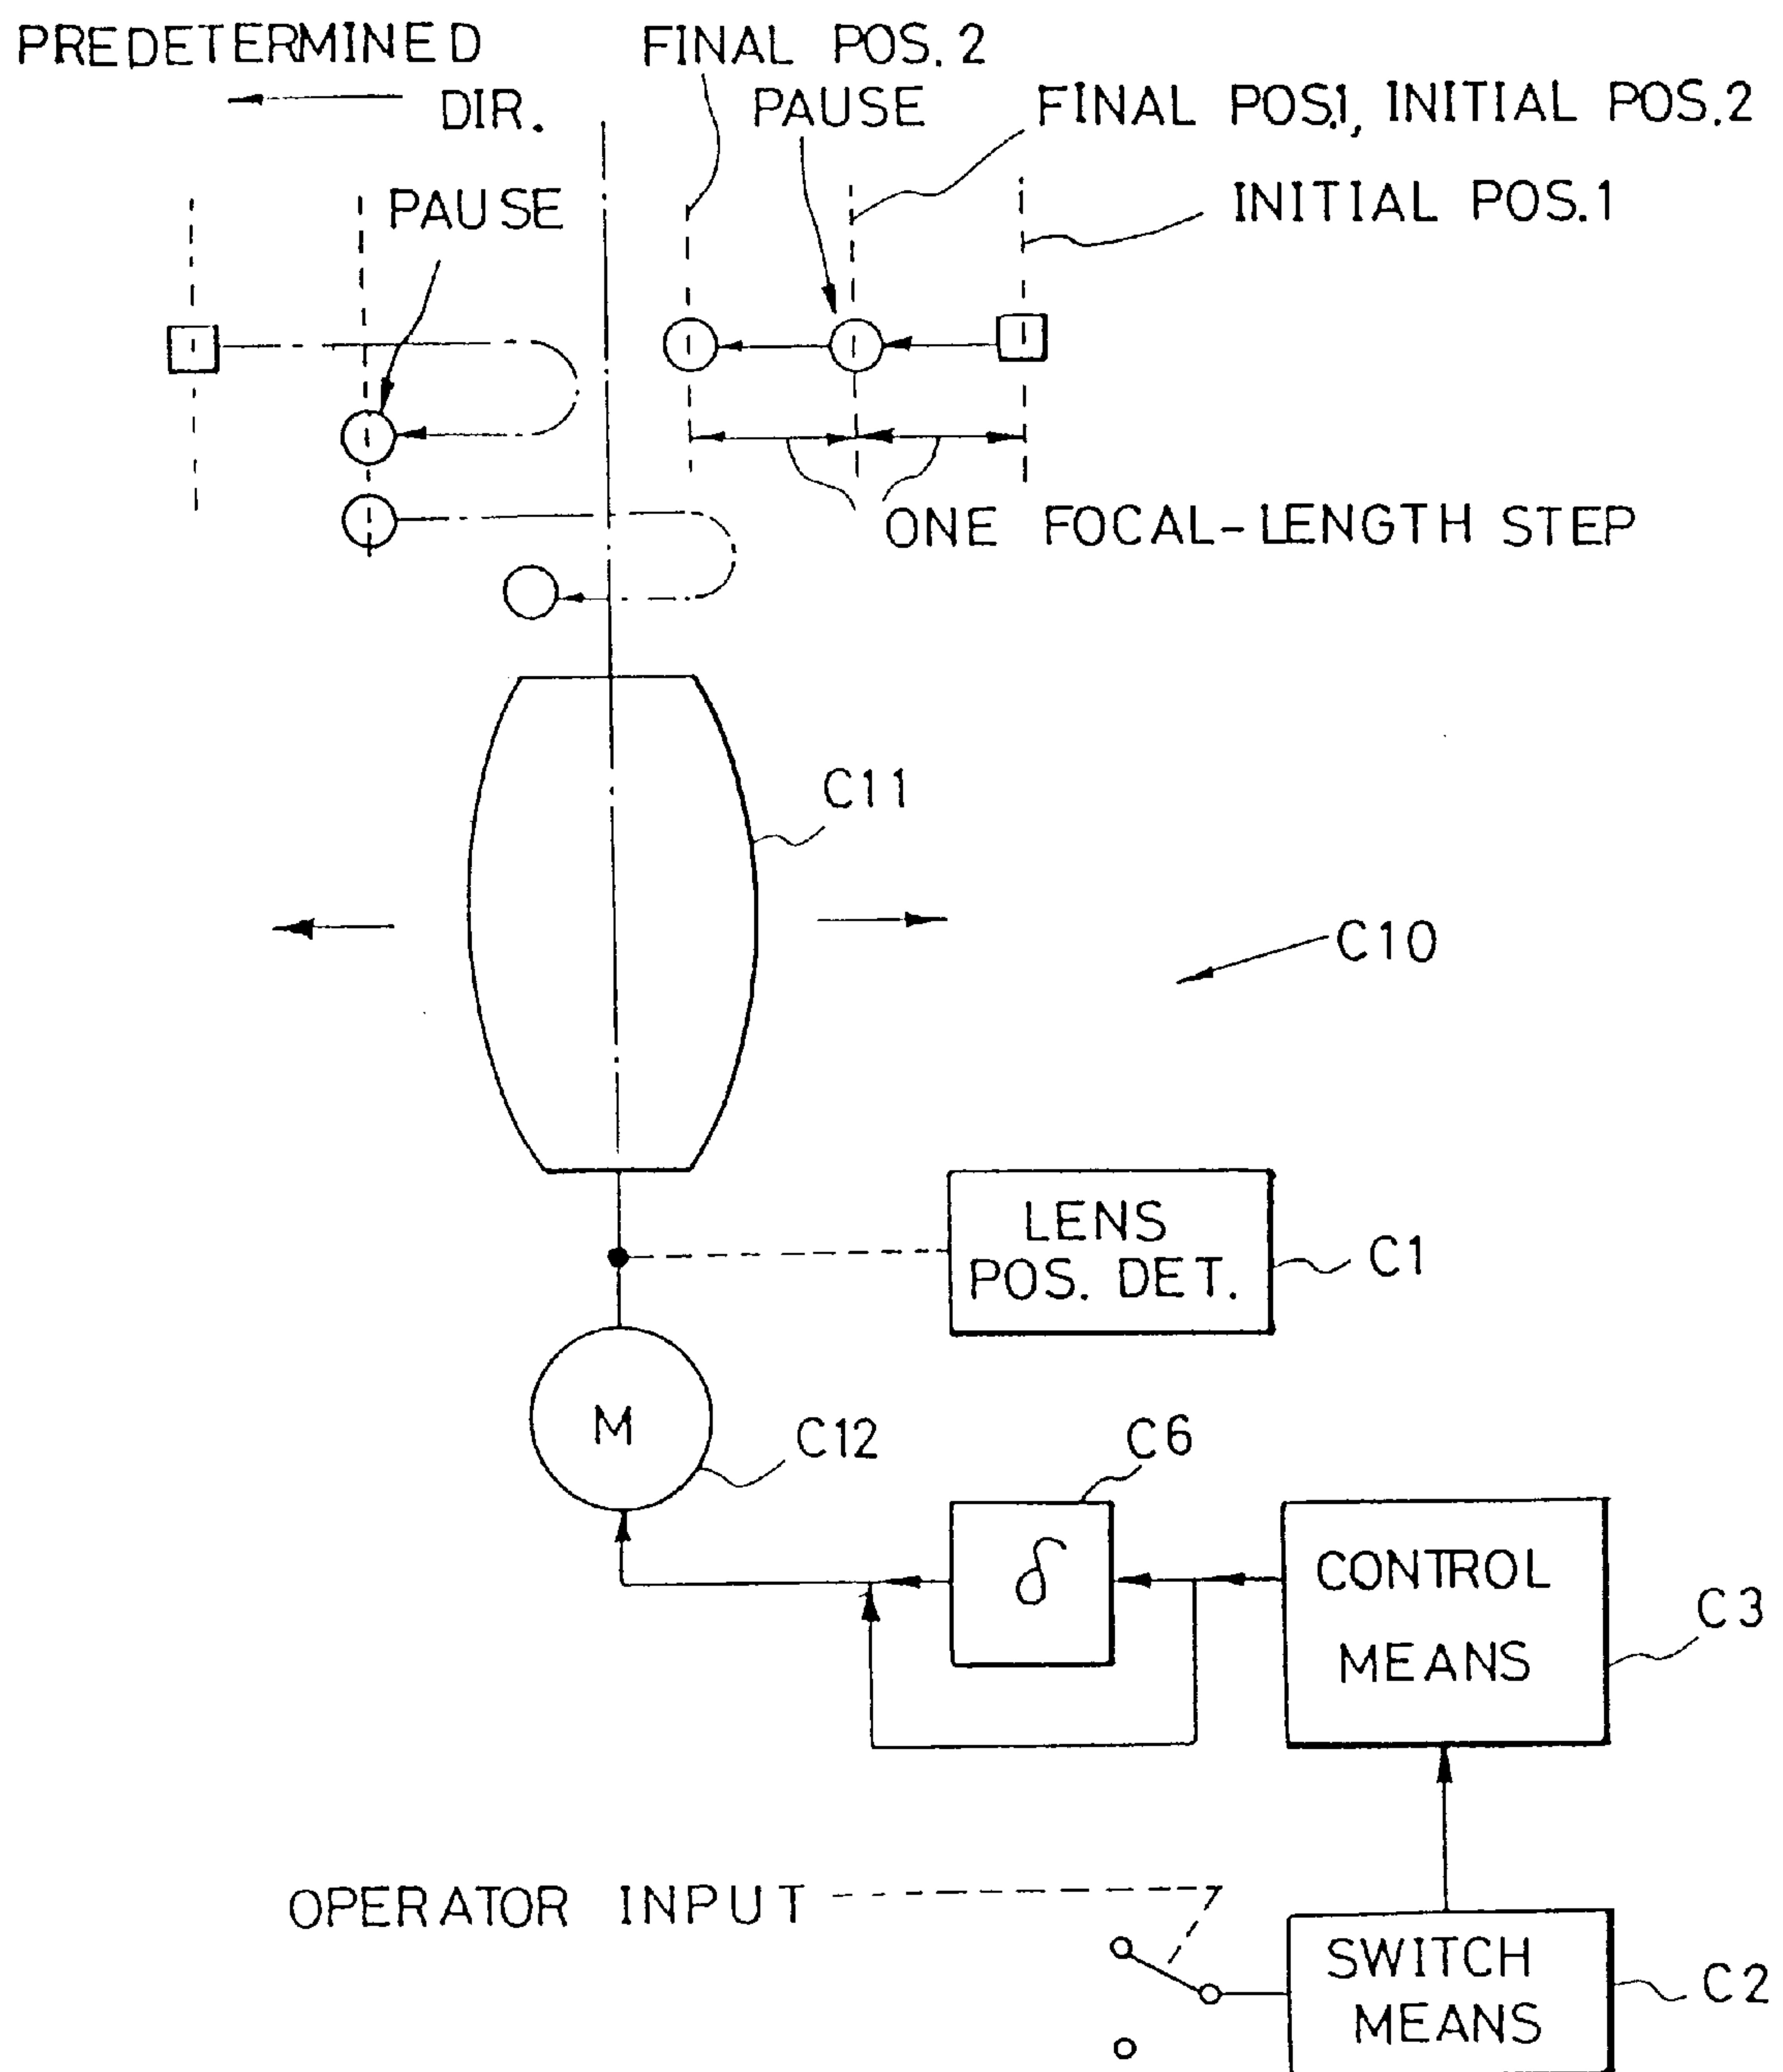 PREDETERMINED
DIR.
FINAL POS. 2
PAUSE
FINAL POS.1, INITIAL POS.2
INITIAL POS.1
PAUSE
ONE FOCAL-LENGTH STEP
C11
C10
LENS
POS. DET.
C1
M
C12
C6
δ
CONTROL
MEANS
C3
OPERATOR INPUT
SWITCH
MEANS
C2